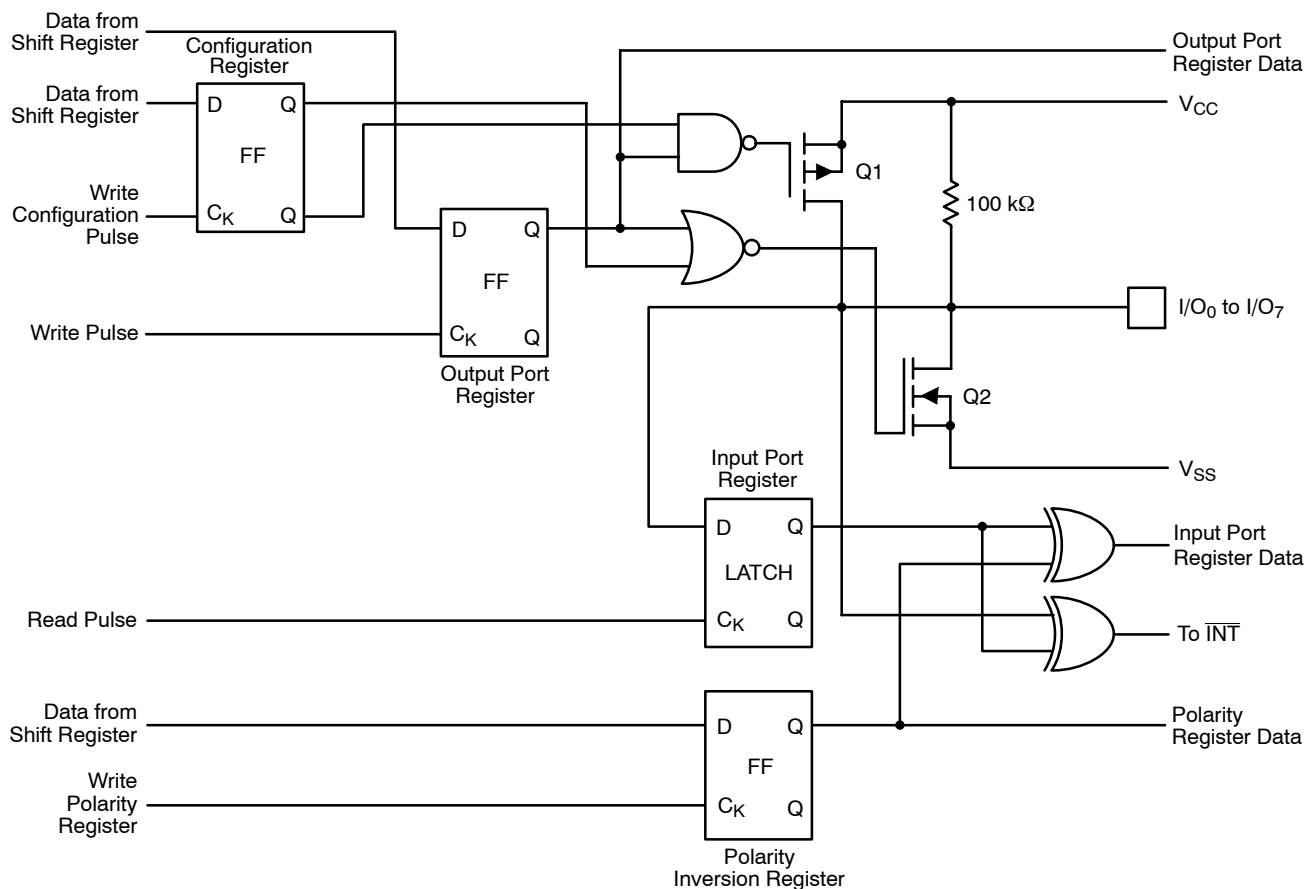 Data from
Shift Register
Configuration
Register
Output Port
Register Data
Data from
Shift Register
D
Q
FF
CK
Q
Write
Configuration
Pulse
VCC
Q1
100 kΩ
D
Q
FF
CK
Q
Write Pulse
Output Port
Register
I/O0 to I/O7
Q2
VSS
Input Port
Register
D
Q
LATCH
CK
Q
Read Pulse
Input Port
Register Data
To INT
Data from
Shift Register
D
Q
FF
CK
Q
Polarity
Register Data
Write
Polarity
Register
Polarity
Inversion Register